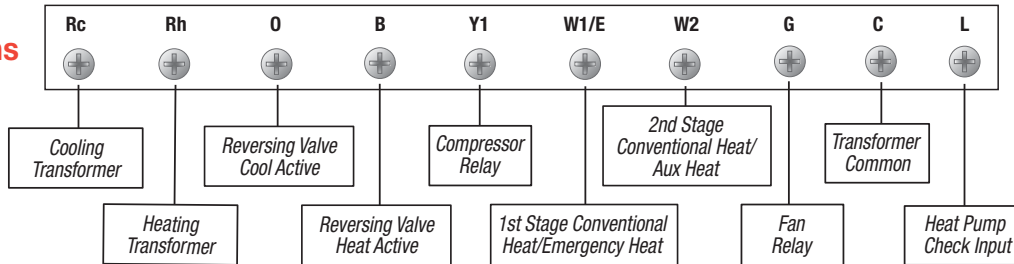 Rc Rh O B Y1 W1/E W2 G C L
Cooling
Transformer
Heating
Transformer
Reversing Valve
Cool Active
Reversing Valve
Heat Active
Compressor
Relay
1st Stage Conventional
Heat/Emergency Heat
2nd Stage
Conventional Heat/
Aux Heat
Fan
Relay
Transformer
Common
Heat Pump
Check Input